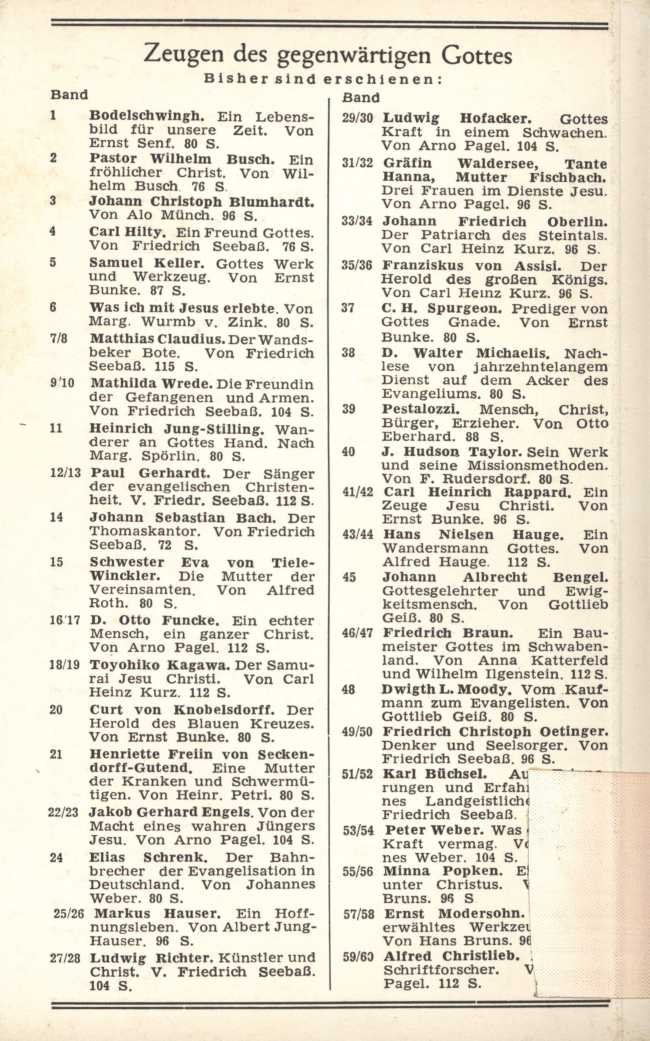 Zeugen des gegenwärtigen Gottes
Bisher sind erschienen:
Band
1 Bodelschwingh. Ein Lebens-
bild für unsere Zeit. Von
Ernst Senf. 80 S.
2 Pastor Wilhelm Busch. Ein
fröhlicher Christ. Von Wil-
helm Busch. 76 S.
3 Johann Christoph Blumhardt.
Von Alo Münch. 96 S.
4 Carl Hilty. Ein Freund Gottes.
Von Friedrich Seebaß. 76 S.
5 Samuel Keller. Gottes Werk
und Werkzeug. Von Ernst
Bunke. 87 S.
6 Was ich mit Jesus erlebte. Von
Marg. Wurmb v. Zink. 80 S.
7/8 Matthias Claudius. Der Wands-
beker Bote. Von Friedrich
Seebaß. 115 S.
9/10 Mathilda Wrede. Die Freundin
der Gefangenen und Armen.
Von Friedrich Seebaß. 104 S.
11 Heinrich Jung-Stilling. Wan-
derer an Gottes Hand. Nach
Marg. Spörlin. 80 S.
12/13 Paul Gerhardt. Der Sänger
der evangelischen Christen-
heit. V. Friedr. Seebaß. 112 S.
14 Johann Sebastian Bach. Der
Thomaskantor. Von Friedrich
Seebaß. 72 S.
15 Schwester Eva von Tiele-
Winckler. Die Mutter der
Vereinsamten. Von Alfred
Roth. 80 S.
16/17 D. Otto Funcke. Ein echter
Mensch, ein ganzer Christ.
Von Arno Pagel. 112 S.
18/19 Toyohiko Kagawa. Der Samu-
rai Jesu Christi. Von Carl
Heinz Kurz. 112 S.
20 Curt von Knobelsdorff. Der
Herold des Blauen Kreuzes.
Von Ernst Bunke. 80 S.
21 Henriette Freiin von Secken-
dorff-Gutend. Eine Mutter
der Kranken und Schwermü-
tigen. Von Heinr. Petri. 80 S.
22/23 Jakob Gerhard Engels. Von der
Macht eines wahren Jüngers
Jesu. Von Arno Pagel. 104 S.
24 Elias Schrenk. Der Bahn-
brecher der Evangelisation in
Deutschland. Von Johannes
Weber. 80 S.
25/26 Markus Hauser. Ein Hoff-
nungsleben. Von Albert Jung-
Hauser. 96 S.
27/28 Ludwig Richter. Künstler und
Christ. V. Friedrich Seebaß.
104 S.
Band
29/30 Ludwig Hofacker. Gottes
Kraft in einem Schwachen.
Von Arno Pagel. 104 S.
31/32 Gräfin Waldersee, Tante
Hanna, Mutter Fischbach.
Drei Frauen im Dienste Jesu.
Von Arno Pagel. 96 S.
33/34 Johann Friedrich Oberlin.
Der Patriarch des Steintals.
Von Carl Heinz Kurz. 96 S.
35/36 Franziskus von Assisi. Der
Herold des großen Königs.
Von Carl Heinz Kurz. 96 S.
37 C. H. Spurgeon. Prediger von
Gottes Gnade. Von Ernst
Bunke. 80 S.
38 D. Walter Michaelis. Nach-
lese von jahrzehntelangem
Dienst auf dem Acker des
Evangeliums. 80 S.
39 Pestalozzi. Mensch, Christ,
Bürger, Erzieher. Von Otto
Eberhard. 88 S.
40 J. Hudson Taylor. Sein Werk
und seine Missionsmethoden.
Von F. Rudersdorf. 80 S.
41/42 Carl Heinrich Rappard. Ein
Zeuge Jesu Christi. Von
Ernst Bunke. 96 S.
43/44 Hans Nielsen Hauge. Ein
Wandersmann Gottes. Von
Alfred Hauge. 112 S.
45 Johann Albrecht Bengel.
Gottesgelehrter und Ewig-
keitsmensch. Von Gottlieb
Geiß. 80 S.
46/47 Friedrich Braun. Ein Bau-
meister Gottes im Schwaben-
land. Von Anna Katterfeld
und Wilhelm Ilgenstein. 112 S.
48 Dwigth L. Moody. Vom Kauf-
mann zum Evangelisten. Von
Gottlieb Geiß. 80 S.
49/50 Friedrich Christoph Oetinger.
Denker und Seelsorger. Von
Friedrich Seebaß. 96 S.
51/52 Karl Büchsel.
rungen und
nes
Friedrich Seebaß.
53/54 Peter Weber. Was
Kraft vermag.
nes Weber. 104 S.
55/56 Minna Popken.
unter Christus.
Bruns. 96 S
57/58 Ernst Modersohn.
erwähltes
Von Hans Bruns. 96
59/60 Alfred Christlieb.
Schriftforscher.
Pagel. 112 S.